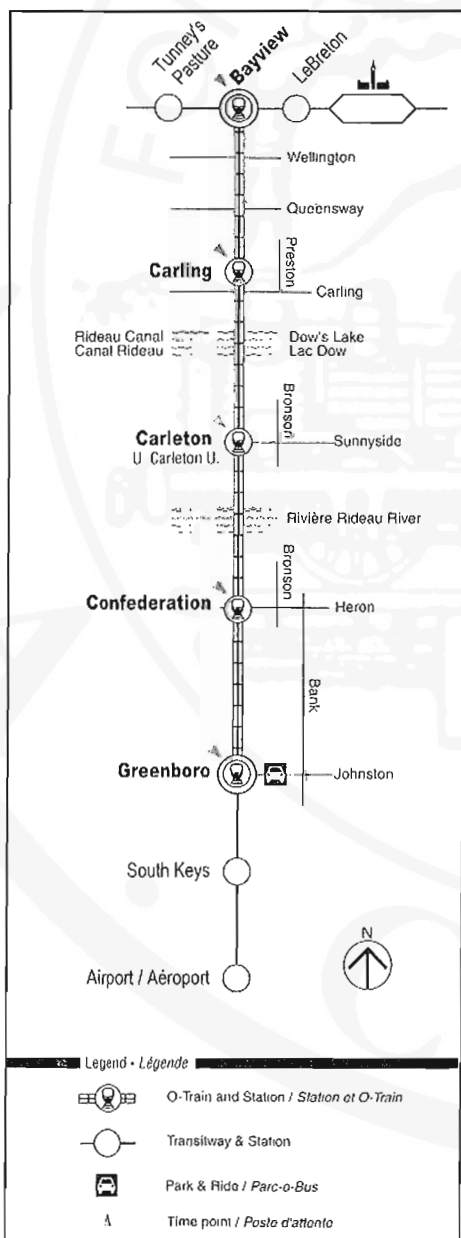 Tunney's
Pasture
Bayview
LeBreton
Wellington
Queensway
Preston
Carling
Carling
Rideau Canal
Canal Rideau
Dow's Lake
Lac Dow
Bronson
Carleton
U Carleton U.
Sunnyside
Rivière Rideau River
Bronson
Confederation
Heron
Bank
Greenboro
Johnston
South Keys
N
Airport / Aéroport
Legend • Légende
O-Train and Station / Station et O-Train
Transitway & Station
Park & Ride / Parc-o-Bus
Time point / Poste d'attente